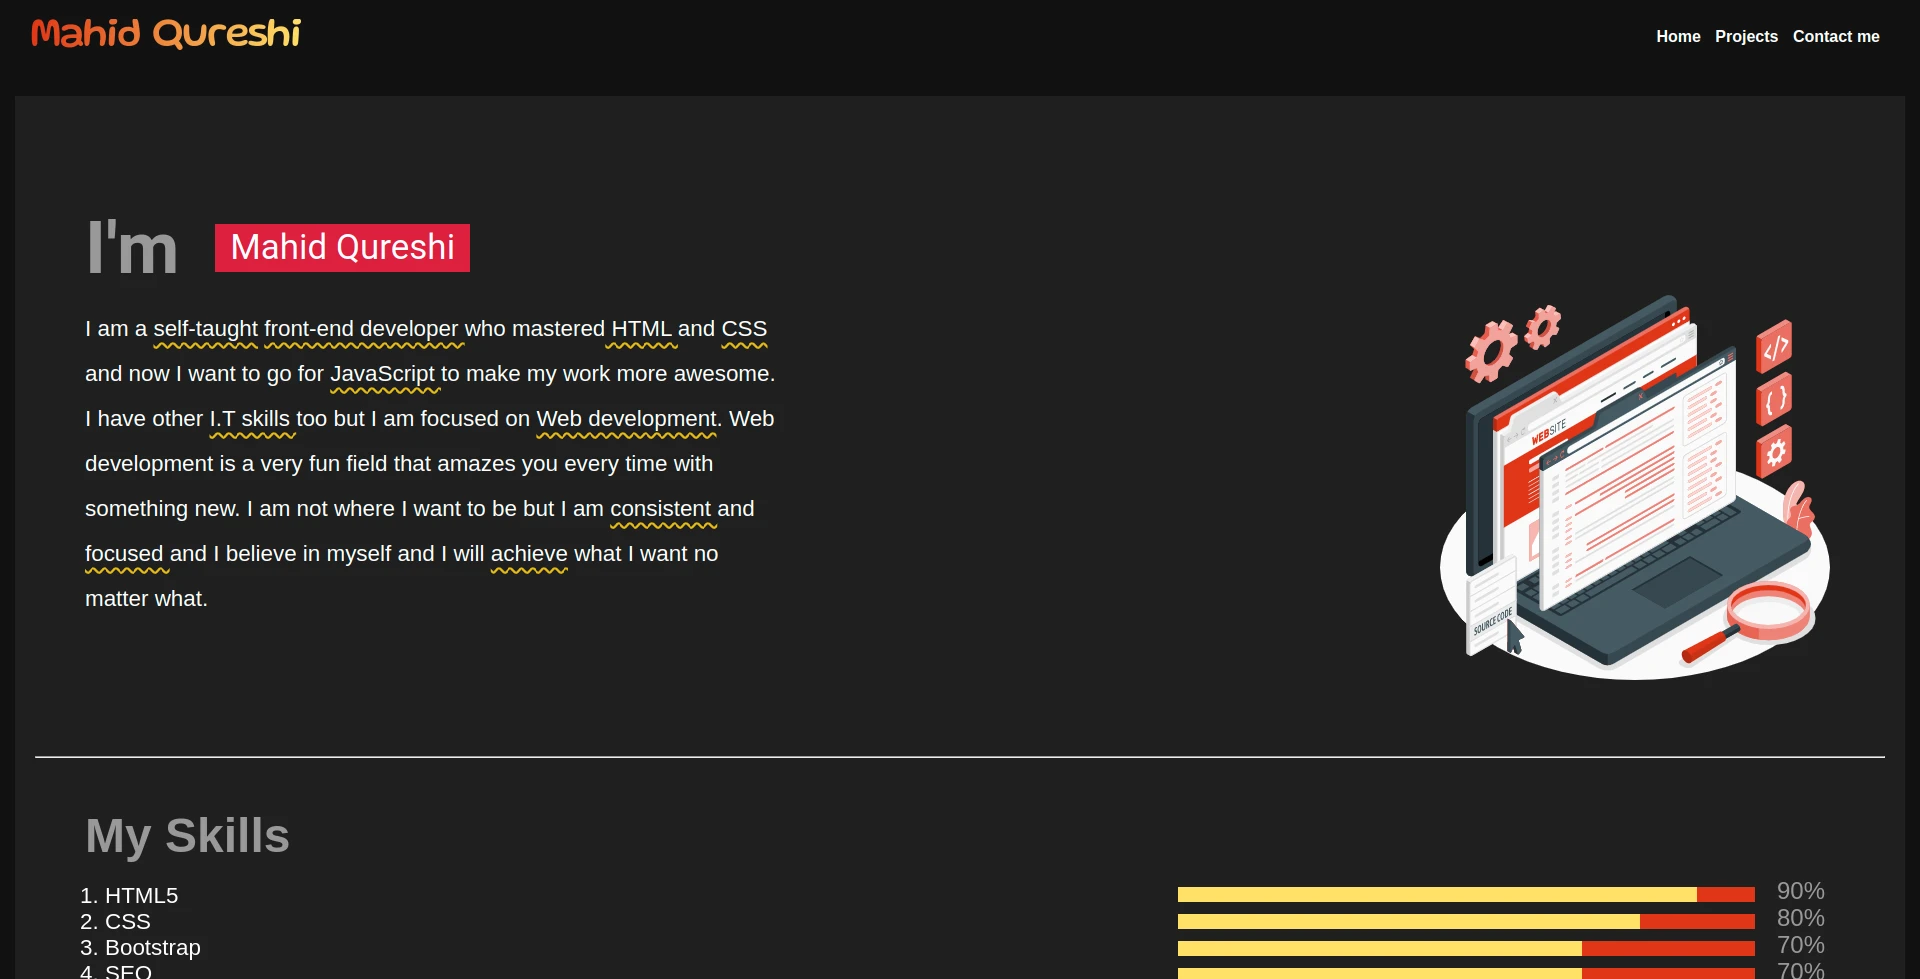 Mahid Qureshi
Home Projects Contact me
I'm Mahid Qureshi
I am a self-taught front-end developer who mastered HTML and CSS
and now I want to go for JavaScript to make my work more awesome.
I have other I.T skills too but I am focused on Web development. Web
development is a very fun field that amazes you every time with
something new. I am not where I want to be but I am consistent and
focused and I believe in myself and I will achieve what I want no
matter what.
WEBSITE
</>
{ }
SOURCE CODE
My Skills
1. HTML5 90%
2. CSS 80%
3. Bootstrap 70%
4. SEO 70%